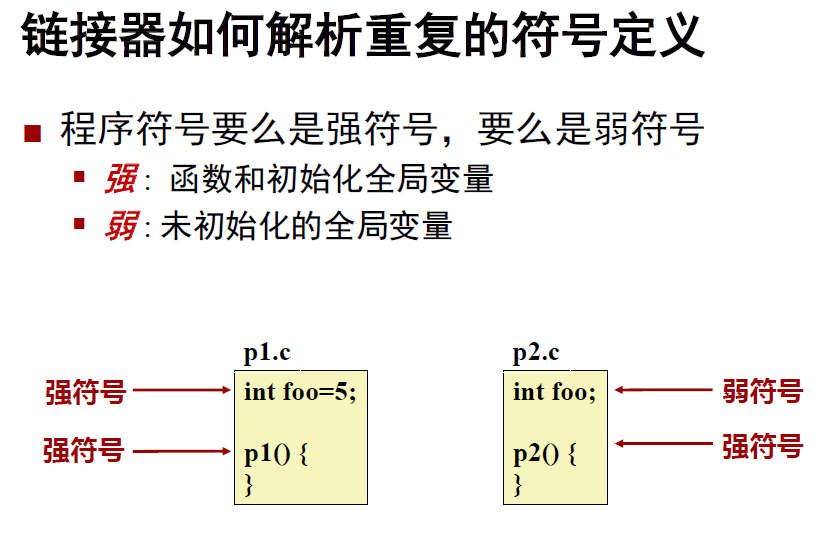 链接器如何解析重复的符号定义
程序符号要么是强符号，要么是弱符号
强: 函数和初始化全局变量
弱: 未初始化的全局变量
p1.c
p2.c
强符号
int foo=5;
int foo;
弱符号
强符号
p1() {
p2() {
强符号
}
}